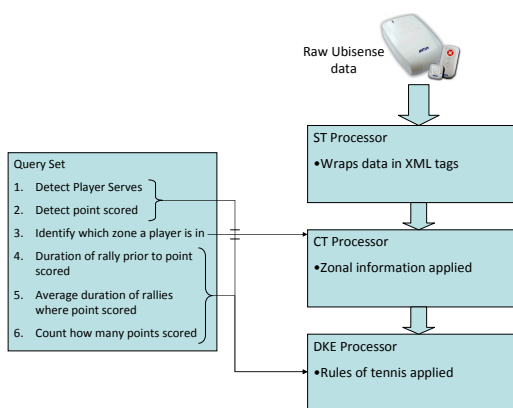 Raw Ubisense
data
ST Processor
•Wraps data in XML tags
Query Set
1. Detect Player Serves
2. Detect point scored
3. Identify which zone a player is in
4. Duration of rally prior to point
scored
5. Average duration of rallies
where point scored
6. Count how many points scored
CT Processor
•Zonal information applied
DKE Processor
•Rules of tennis applied